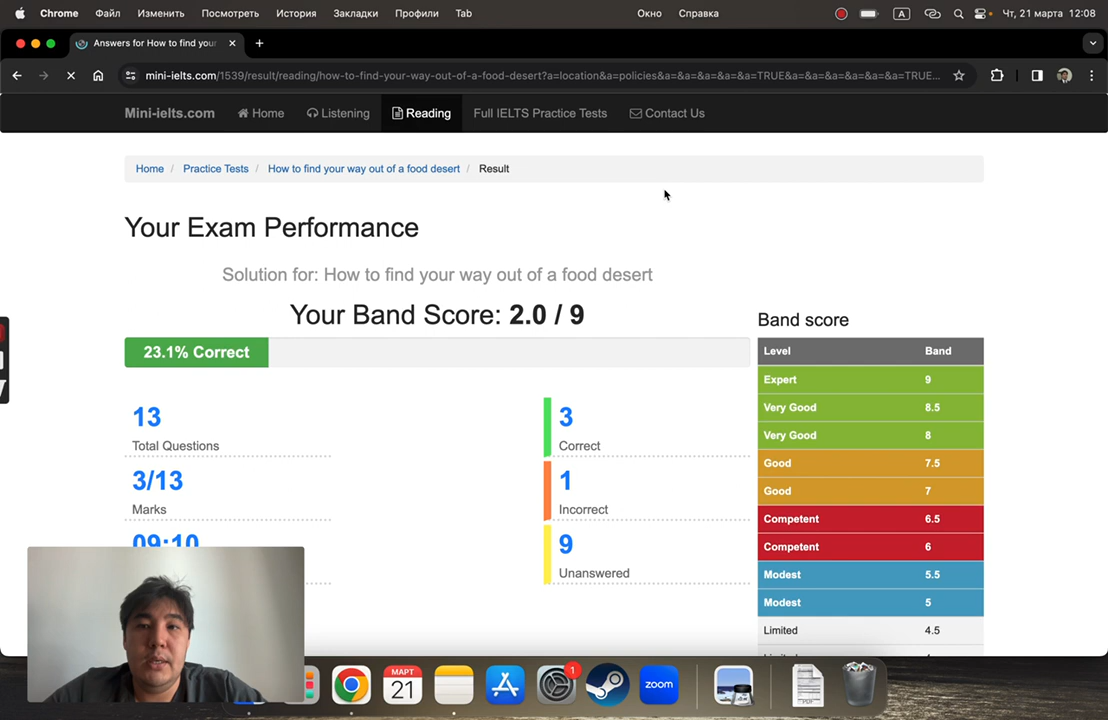 Chrome Файл Изменить Посмотреть История Закладки Профили Tab Окно Справка A Чт, 21 марта 12:08
Answers for How to find your
mini-ielts.com/1539/result/reading/how-to-find-your-way-out-of-a-food-desert?a=location&a=policies&a=&a=&a=&a=&a=TRUE&a=&a=&a=&a=&a=TRUE...
Mini-ielts.com Home Listening Reading Full IELTS Practice Tests Contact Us
Home / Practice Tests / How to find your way out of a food desert / Result
Your Exam Performance
Solution for: How to find your way out of a food desert
Your Band Score: 2.0 / 9
23.1% Correct
13
Total Questions
3/13
Marks
09:10
3
Correct
1
Incorrect
9
Unanswered
Band score
Level Band
Expert 9
Very Good 8.5
Very Good 8
Good 7.5
Good 7
Competent 6.5
Competent 6
Modest 5.5
Modest 5
Limited 4.5
МАРТ
21
1
zoom
PDF